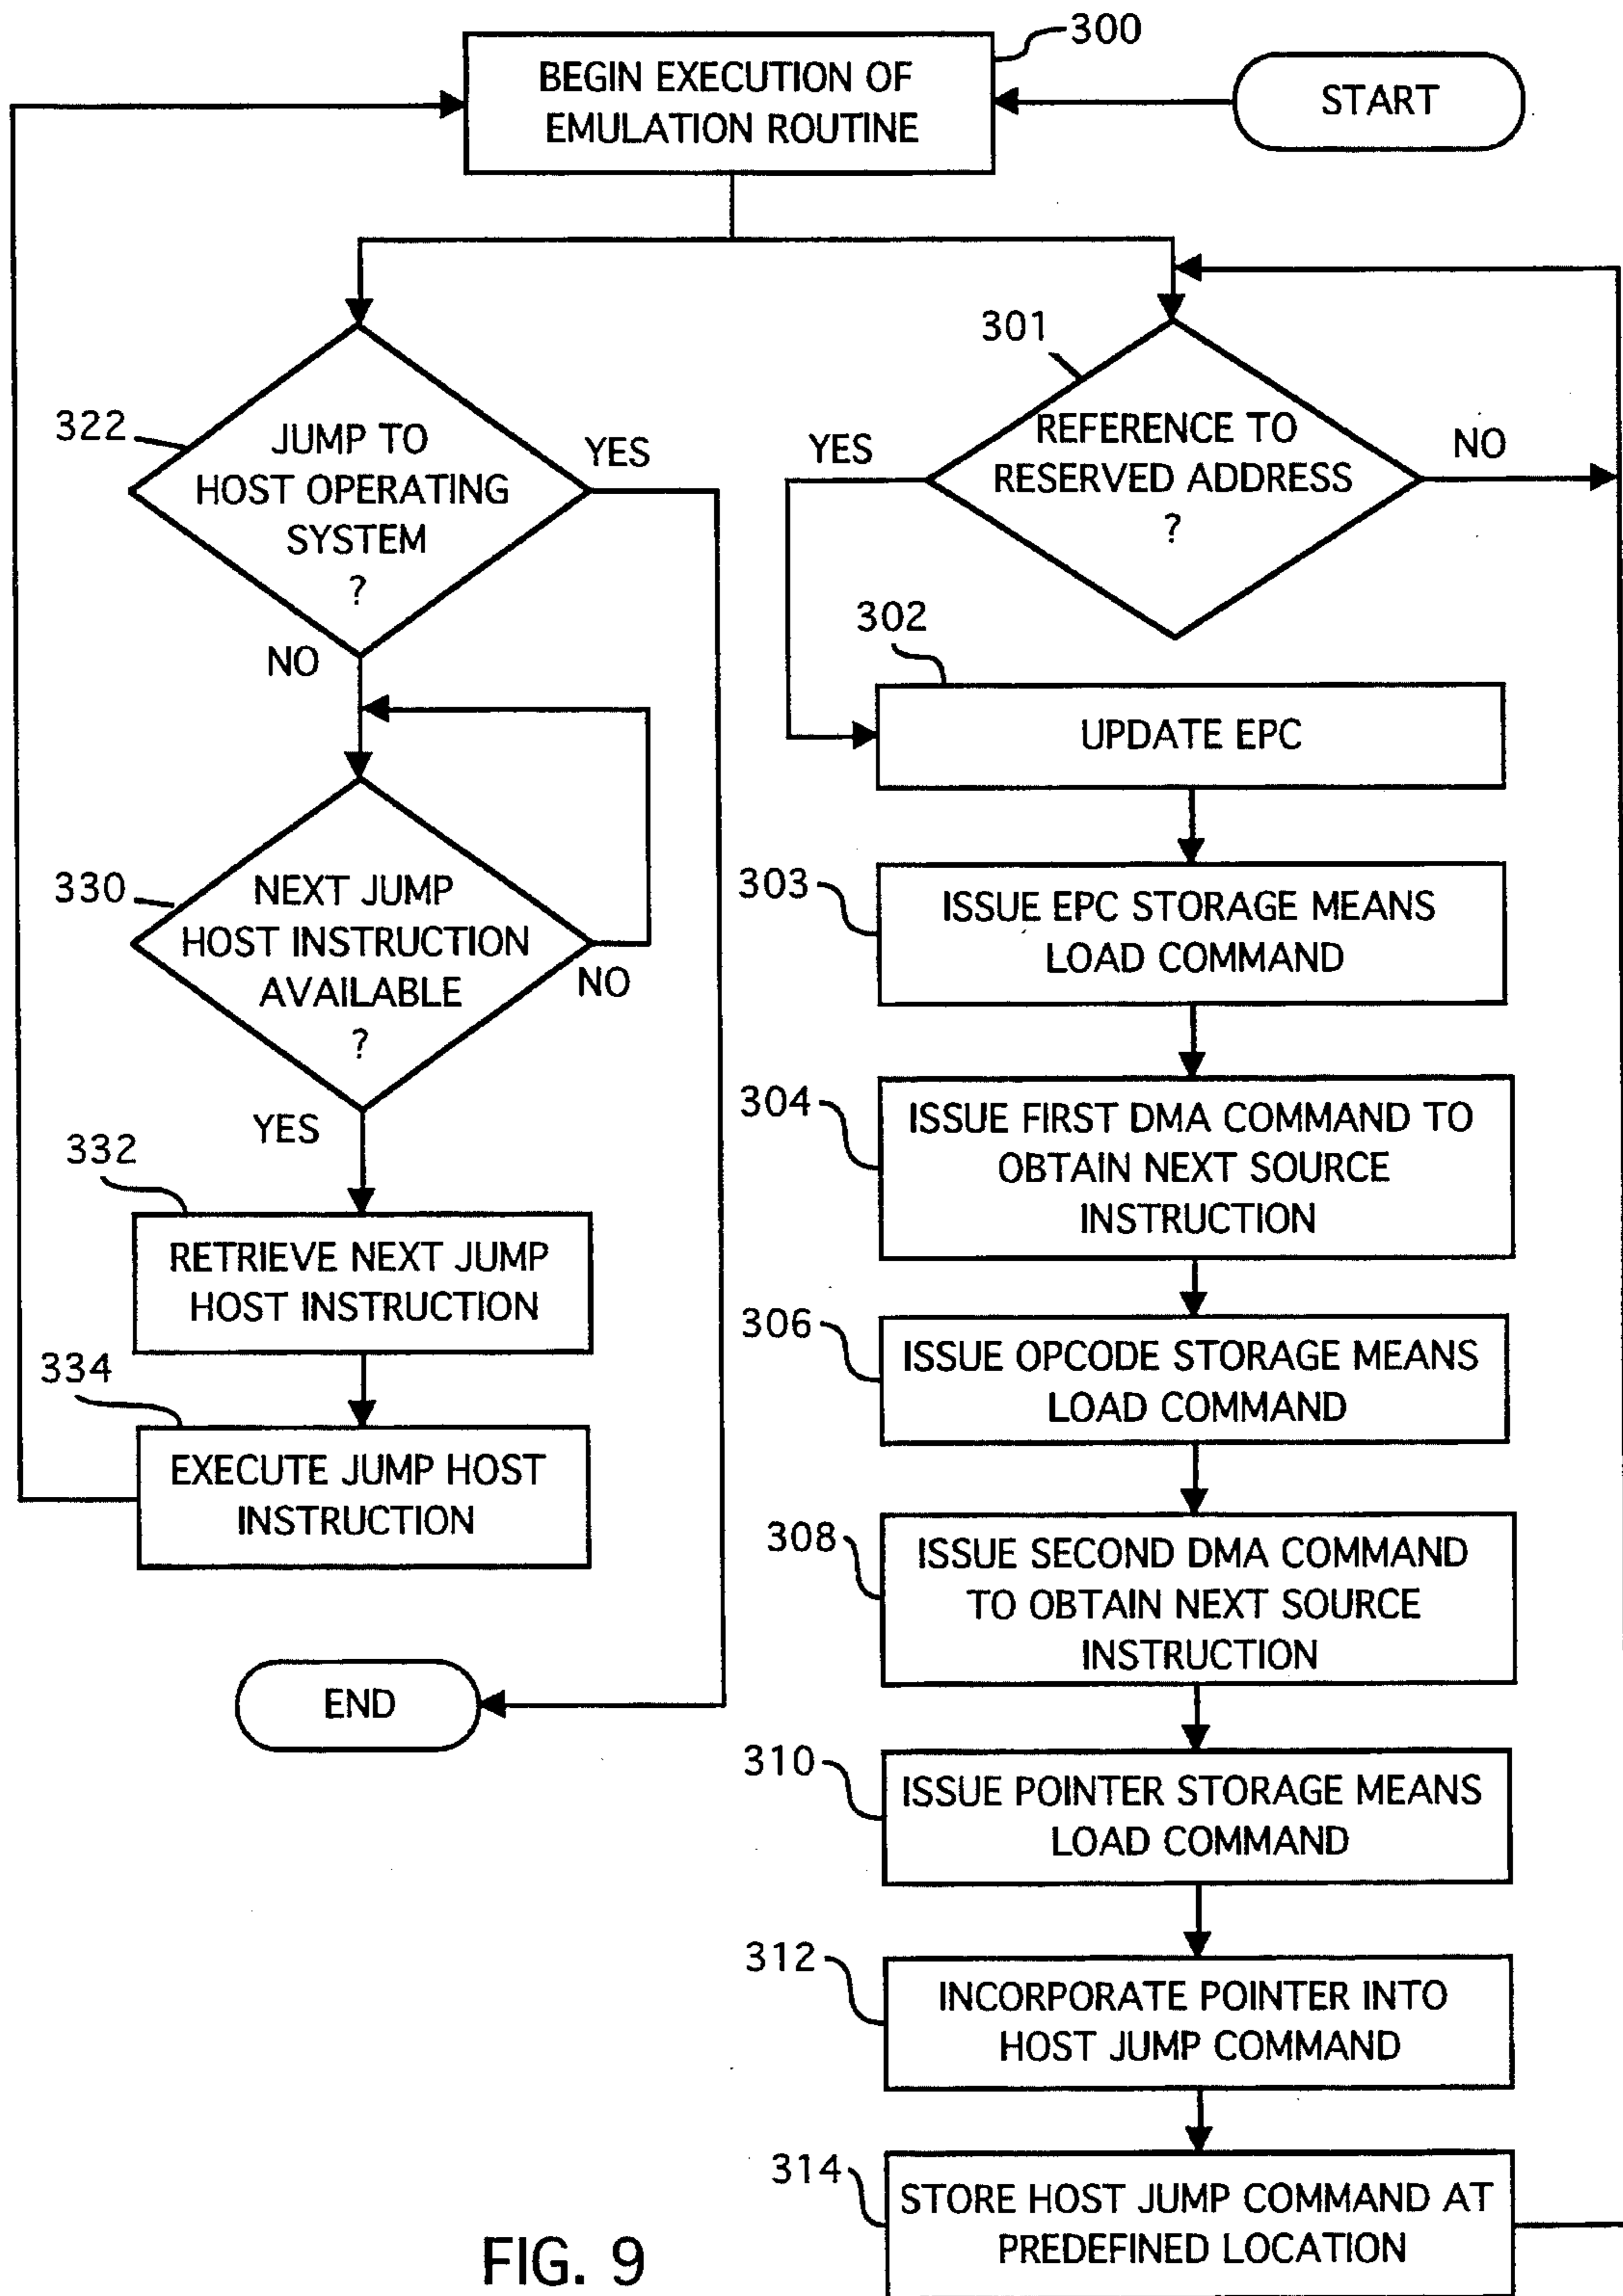 300
BEGIN EXECUTION OF
EMULATION ROUTINE
START
322
JUMP TO
HOST OPERATING
SYSTEM
?
YES
NO
330
NEXT JUMP
HOST INSTRUCTION
AVAILABLE
?
NO
YES
332
RETRIEVE NEXT JUMP
HOST INSTRUCTION
334
EXECUTE JUMP HOST
INSTRUCTION
END
301
REFERENCE TO
RESERVED ADDRESS
?
YES
NO
302
UPDATE EPC
303
ISSUE EPC STORAGE MEANS
LOAD COMMAND
304
ISSUE FIRST DMA COMMAND TO
OBTAIN NEXT SOURCE
INSTRUCTION
306
ISSUE OPCODE STORAGE MEANS
LOAD COMMAND
308
ISSUE SECOND DMA COMMAND
TO OBTAIN NEXT SOURCE
INSTRUCTION
310
ISSUE POINTER STORAGE MEANS
LOAD COMMAND
312
INCORPORATE POINTER INTO
HOST JUMP COMMAND
314
STORE HOST JUMP COMMAND AT
PREDEFINED LOCATION
FIG. 9